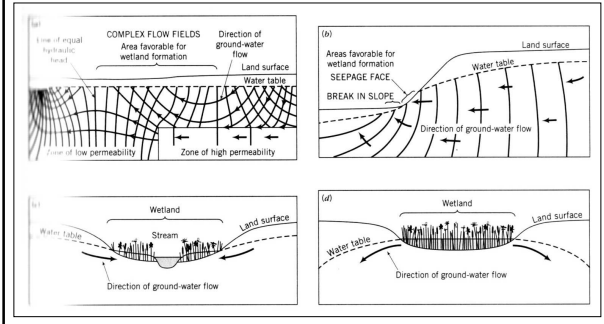 (a)
Line of equal
hydraulic
head
COMPLEX FLOW FIELDS
Area favorable for
wetland formation
Direction of
ground-water
flow
Land surface
Water table
Zone of low permeability
Zone of high permeability
(b)
Areas favorable for
wetland formation
SEEPAGE FACE
BREAK IN SLOPE
Land surface
Water table
Direction of ground-water flow
(c)
Wetland
Stream
Land surface
Water table
Direction of ground-water flow
(d)
Wetland
Land surface
Water table
Direction of ground-water flow